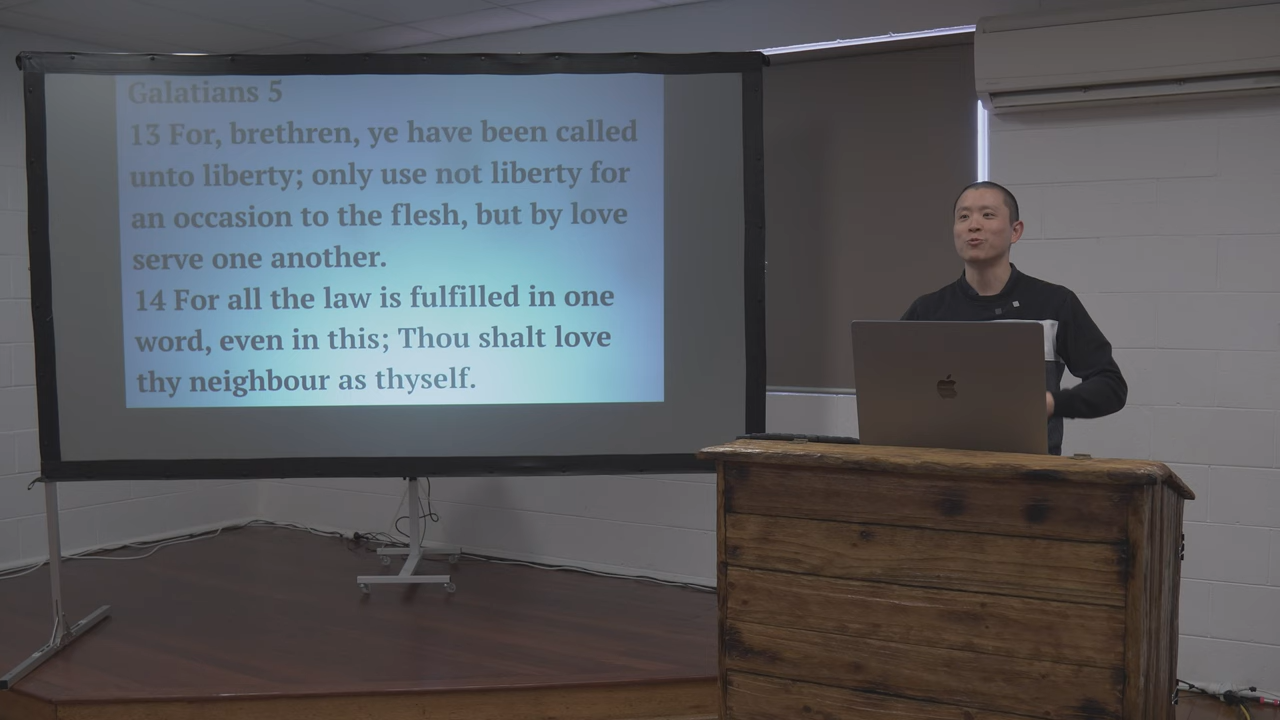 Galatians 5
13 For, brethren, ye have been called
unto liberty; only use not liberty for
an occasion to the flesh, but by love
serve one another.
14 For all the law is fulfilled in one
word, even in this; Thou shalt love
thy neighbour as thyself.